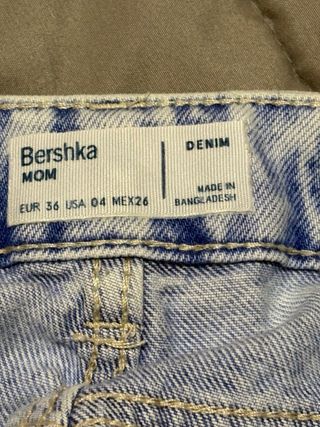 Bershka
MOM
EUR 36 USA 04 MEX26
DENIM
MADE IN
BANGLADESH